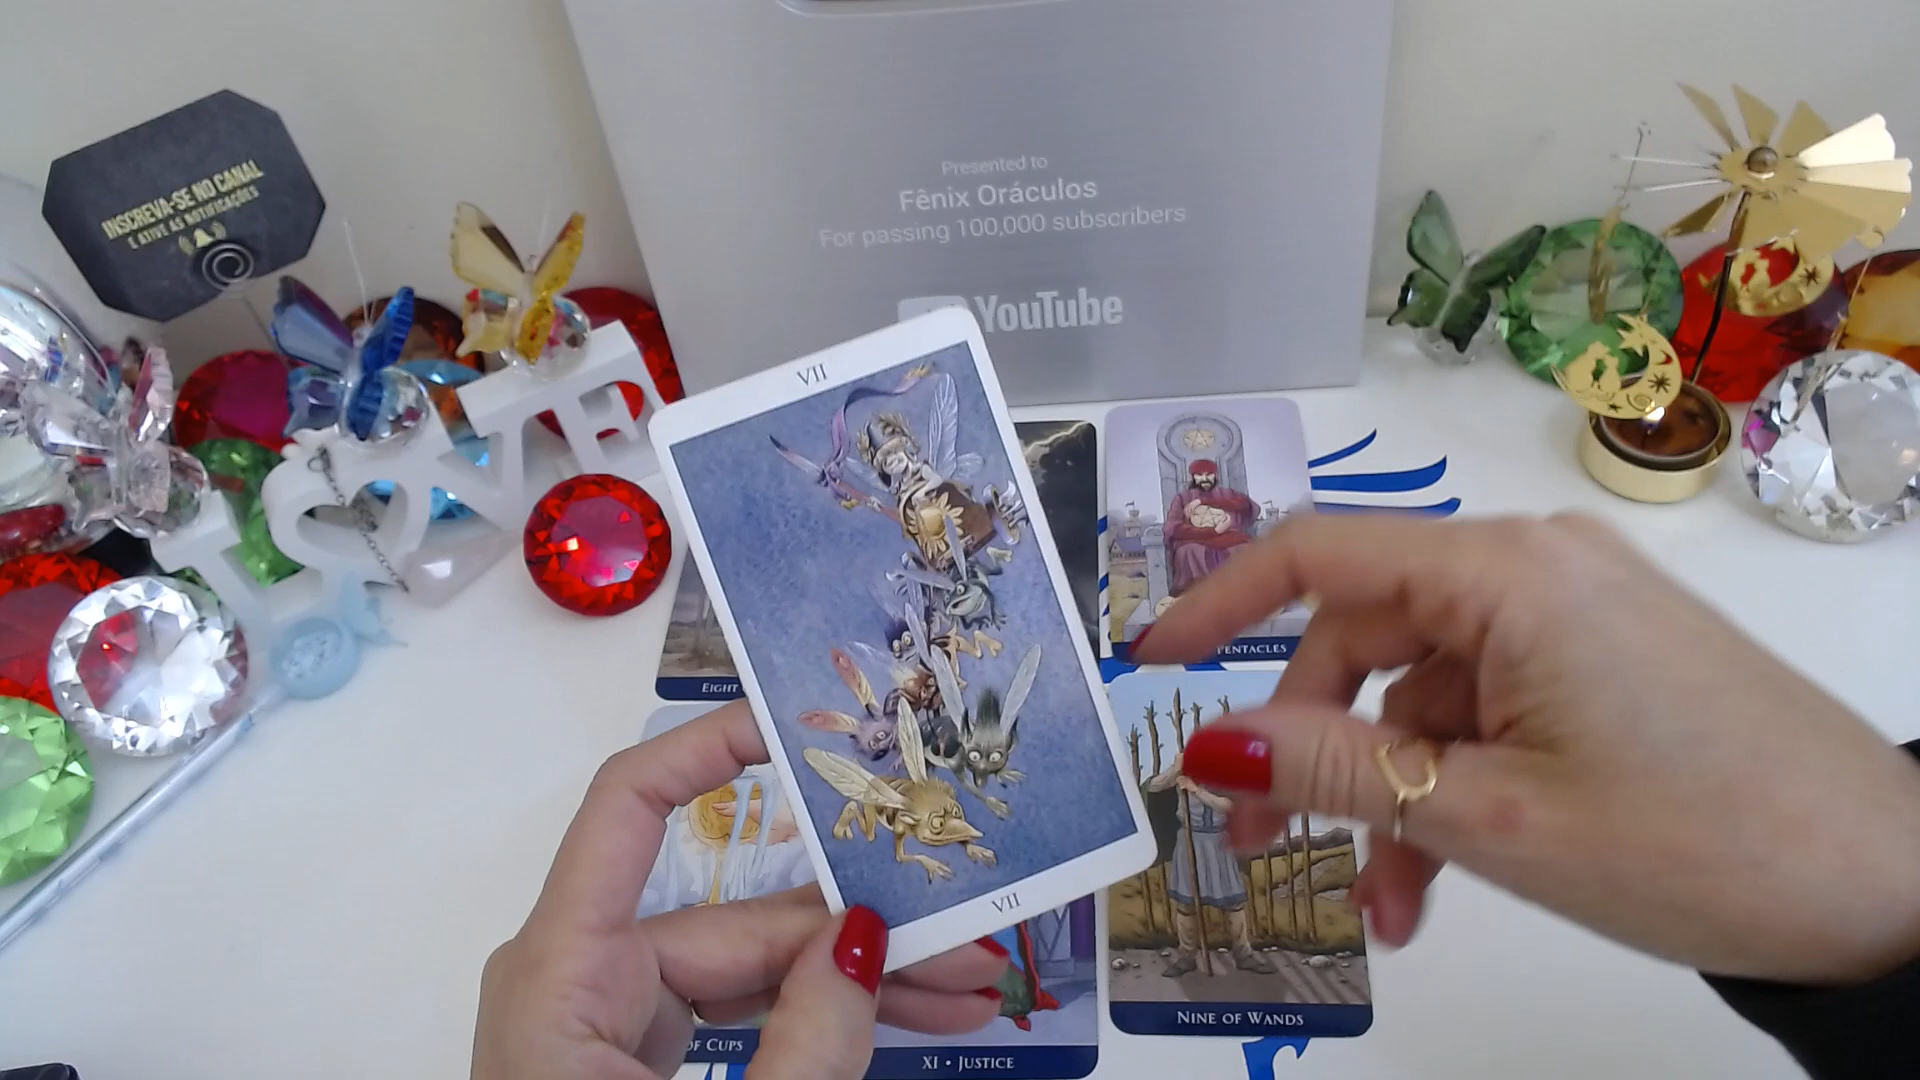 INSCREVA-SE NO CANAL
E ATIVE AS NOTIFICAÇÕES
Presented to
Fênix Oráculos
For passing 100,000 subscribers
YouTube
LOVE
VII
VII
EIGHT
PENTACLES
OF CUPS
XI • JUSTICE
NINE OF WANDS